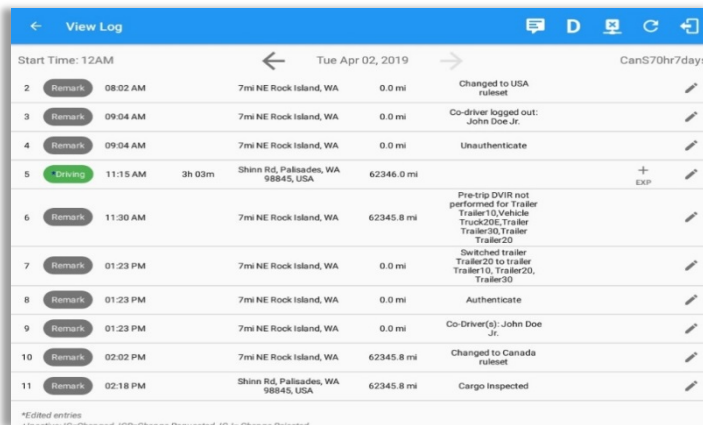 View Log
D
Start Time: 12AM
Tue Apr 02, 2019
CanS70hr7days
2 Remark 08:02 AM 7mi NE Rock Island, WA 0.0 mi Changed to USA
ruleset
3 Remark 09:04 AM 7mi NE Rock Island, WA 0.0 mi Co-driver logged out:
John Doe Jr.
4 Remark 09:04 AM 7mi NE Rock Island, WA 0.0 mi Unauthenticate
5 *Driving 11:15 AM 3h 03m Shinn Rd, Palisades, WA 62346.0 mi
98845, USA
+
EXP
6 Remark 11:30 AM 7mi NE Rock Island, WA 62345.8 mi Pre-trip DVIR not
performed for Trailer
Trailer10,Vehicle
Truck20E,Trailer
Trailer30,Trailer
Trailer20
7 Remark 01:23 PM 7mi NE Rock Island, WA 0.0 mi Switched trailer
Trailer20 to trailer
Trailer10, Trailer20,
Trailer30
8 Remark 01:23 PM 7mi NE Rock Island, WA 0.0 mi Authenticate
9 Remark 01:23 PM 7mi NE Rock Island, WA 0.0 mi Co-Driver(s): John Doe
Jr.
10 Remark 02:02 PM 7mi NE Rock Island, WA 62345.8 mi Changed to Canada
ruleset
11 Remark 02:18 PM Shinn Rd, Palisades, WA 62345.8 mi Cargo Inspected
98845, USA
*Edited entries